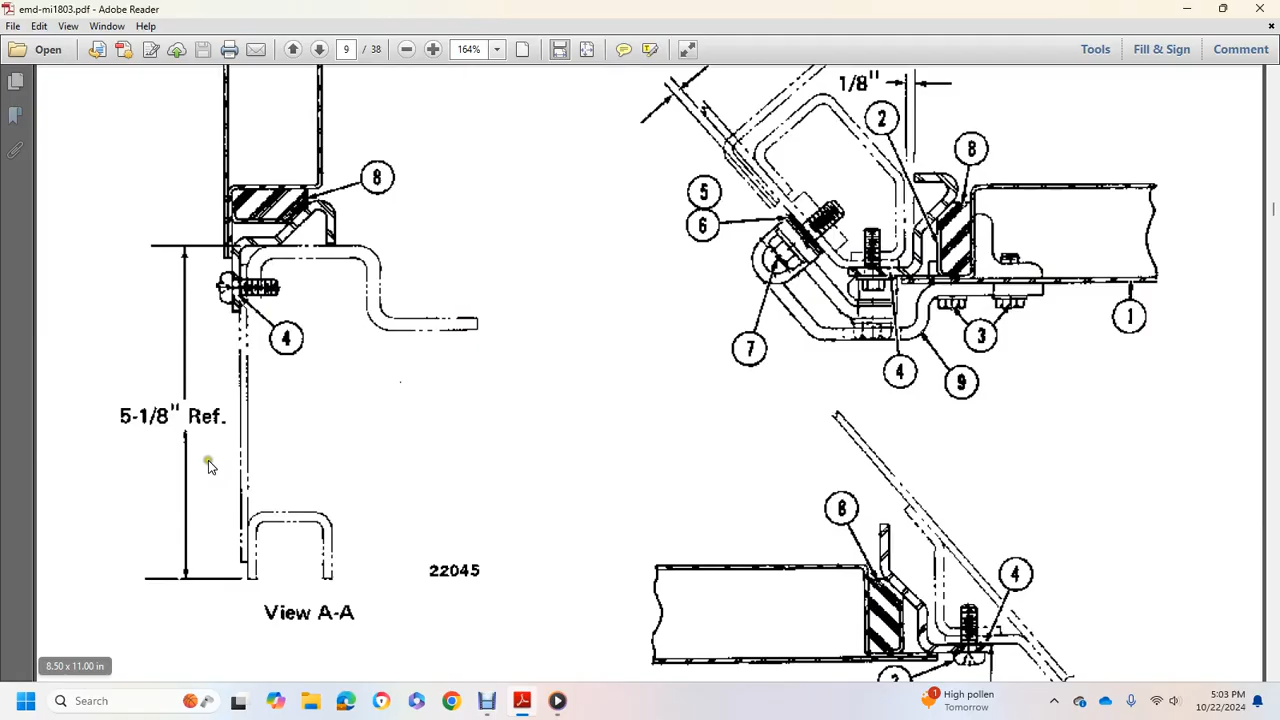 emd-mi1803.pdf - Adobe Reader
File Edit View Window Help
Open 9 / 38 164% Tools Fill & Sign Comment
1/8"
2
8
8
5
6
4
7
3
1
4
9
5-1/8" Ref.
8
4
22045
View A-A
8.50 x 11.00 in
Search
High pollen
Tomorrow
1
5:03 PM
10/22/2024